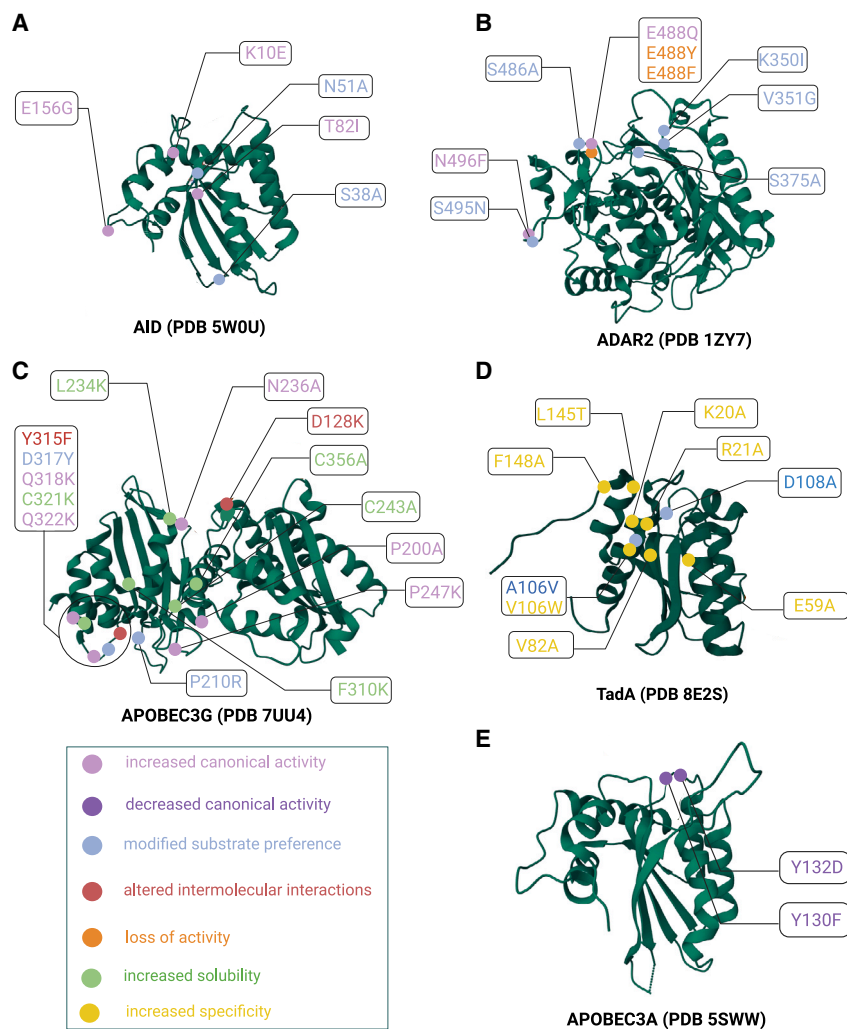 A
K10E
N51A
E156G
T82I
S38A
AID (PDB 5W0U)
B
E488Q
E488Y
E488F
S486A
K350I
V351G
N496F
S375A
S495N
ADAR2 (PDB 1ZY7)
C
L234K
N236A
Y315F
D317Y
Q318K
C321K
Q322K
D128K
C356A
C243A
P200A
P247K
P210R
F310K
APOBEC3G (PDB 7UU4)
D
L145T
K20A
F148A
R21A
D108A
A106V
V106W
E59A
V82A
TadA (PDB 8E2S)
increased canonical activity
decreased canonical activity
modified substrate preference
altered intermolecular interactions
loss of activity
increased solubility
increased specificity
E
Y132D
Y130F
APOBEC3A (PDB 5SWW)